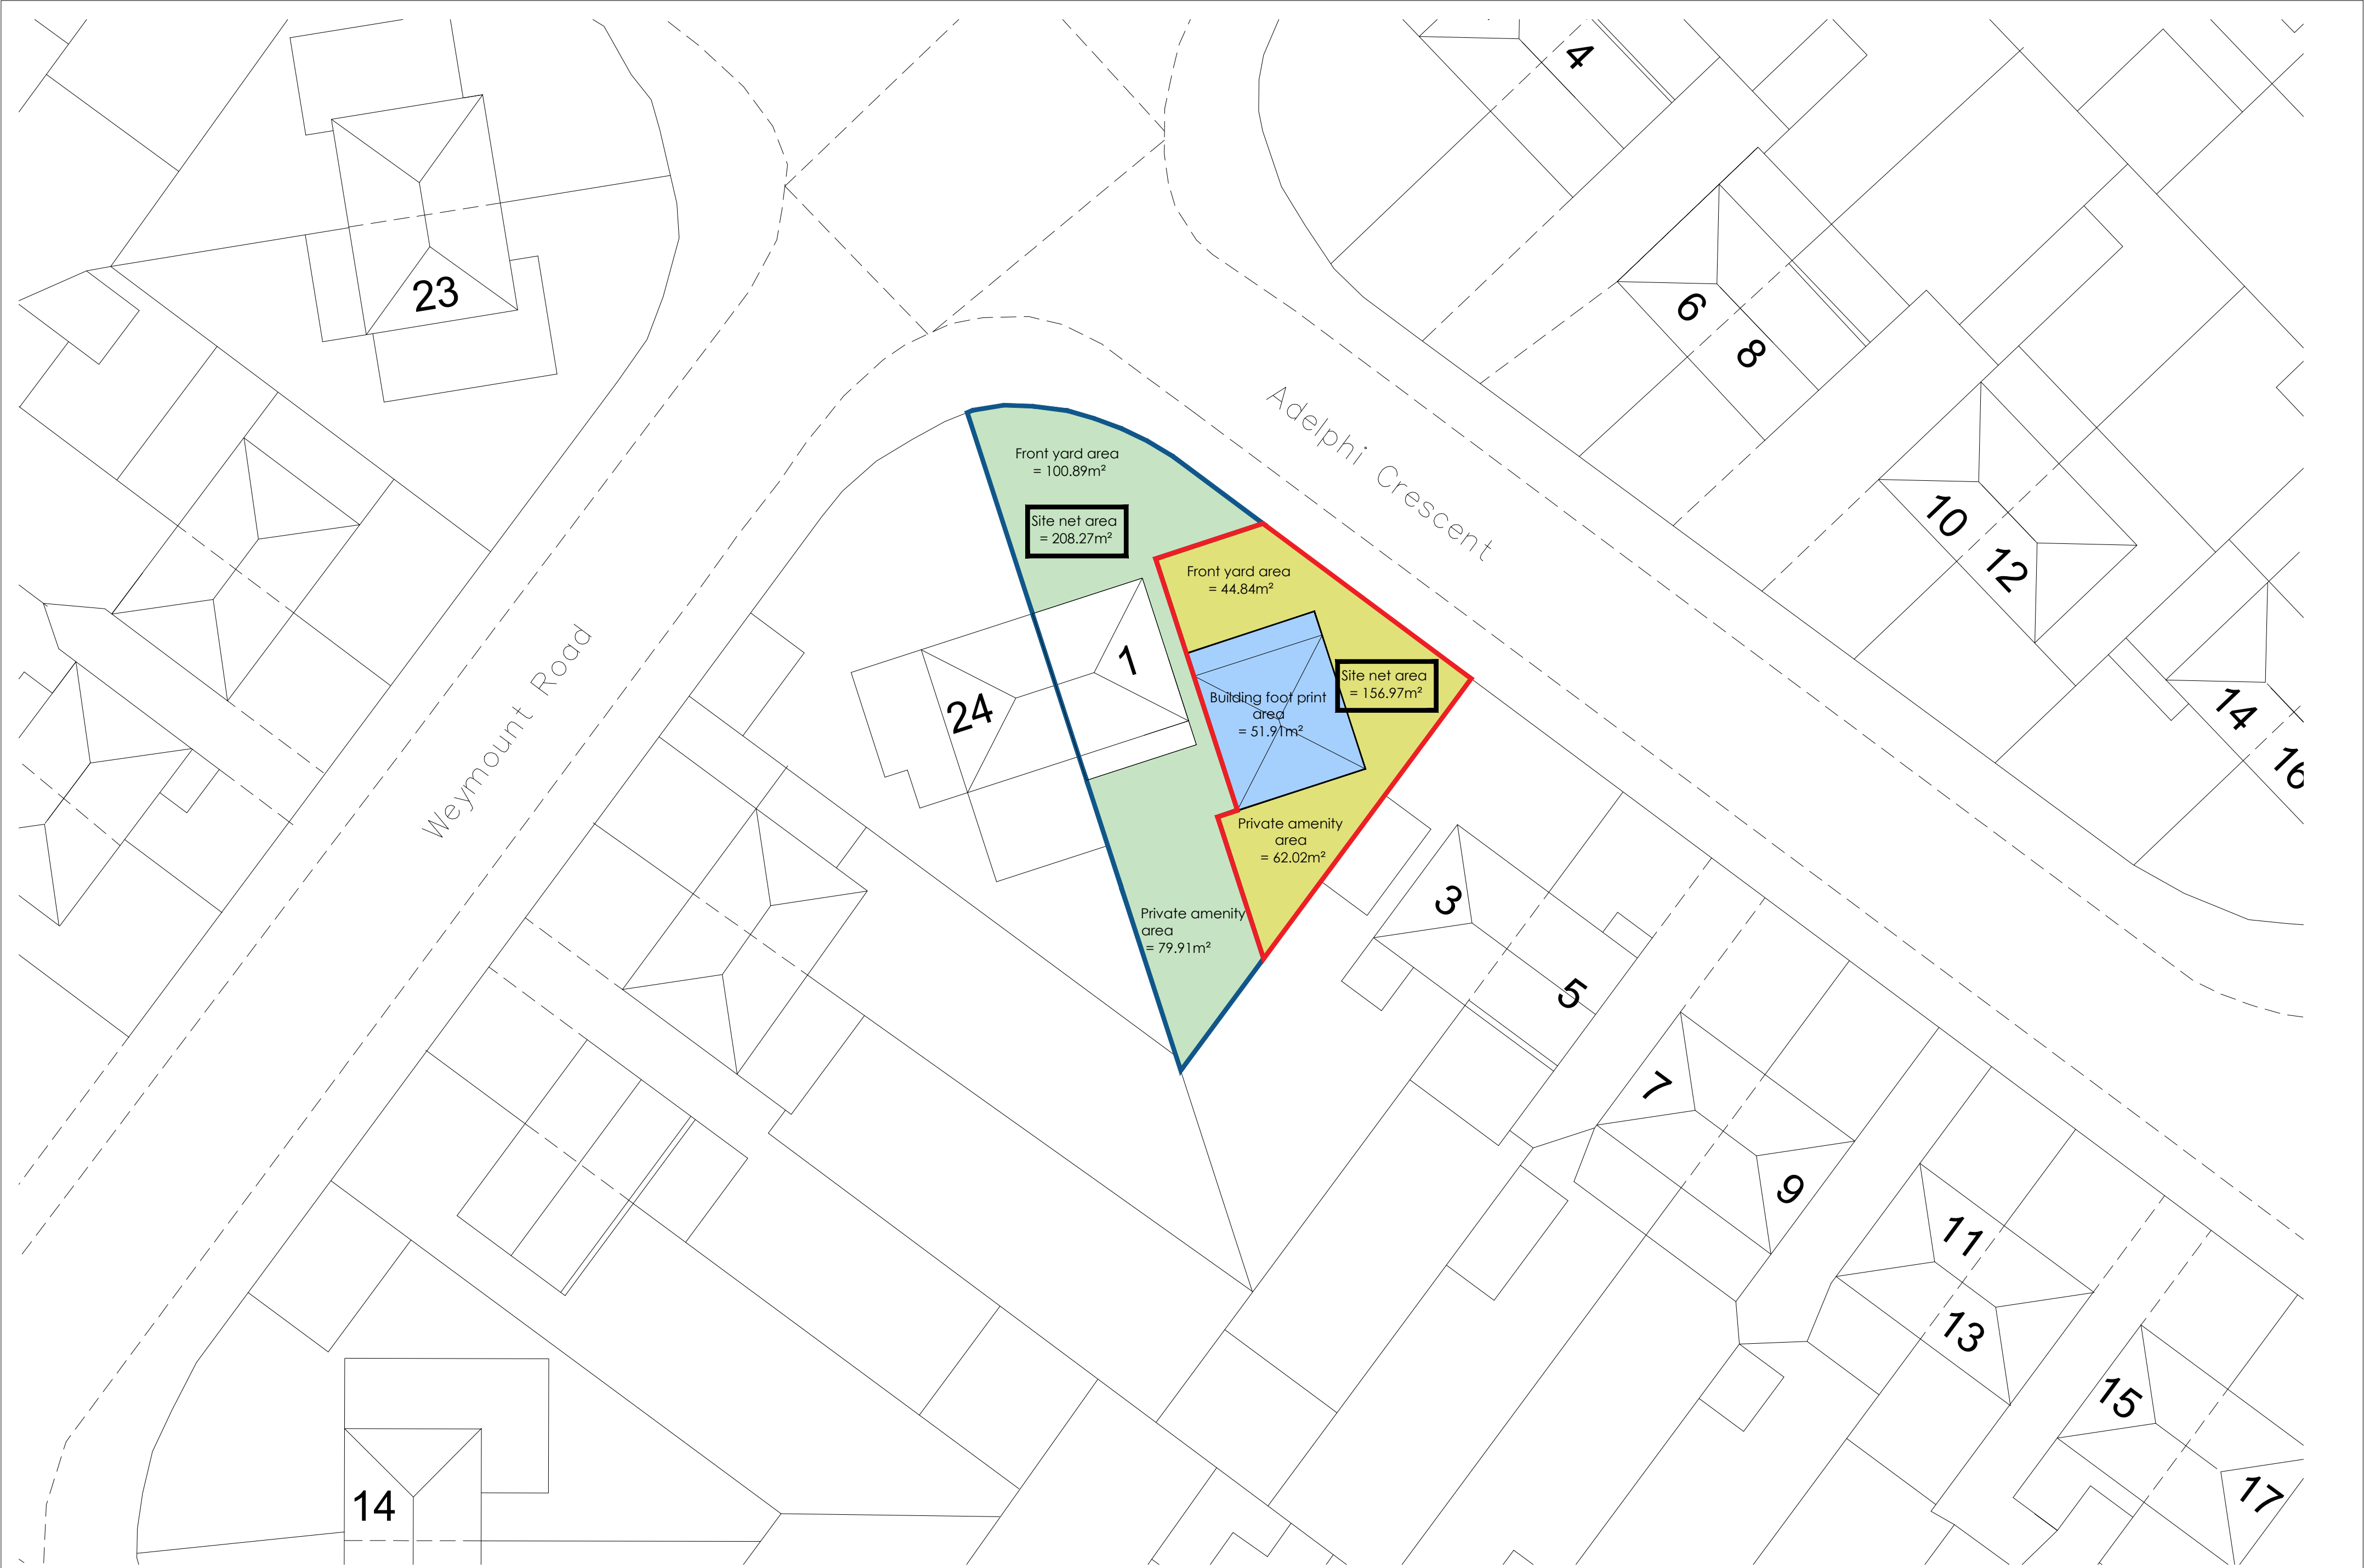 4
23
6
8
Adelphi Crescent
Front yard area
= 100.89m²
Site net area
= 208.27m²
Front yard area
= 44.84m²
10
12
Weymount Road
24
1
Building foot print
area
= 51.91m²
Site net area
= 156.97m²
14
16
Private amenity
area
= 62.02m²
3
5
Private amenity
area
= 79.91m²
7
9
11
13
15
17
14